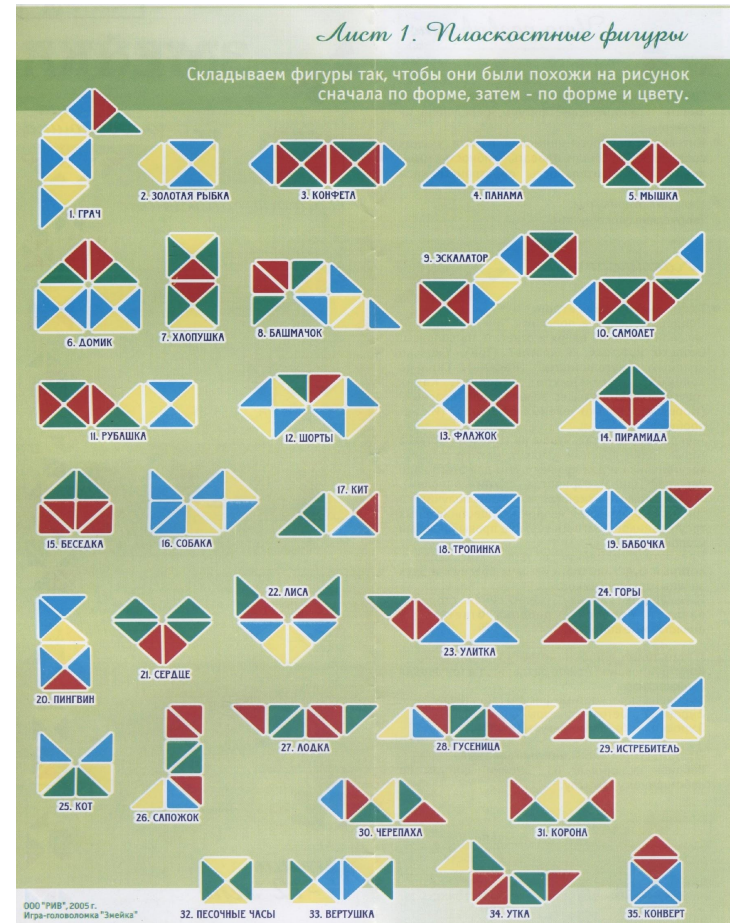 Лист 1. Плоскостные фигуры
Складываем фигуры так, чтобы они были похожи на рисунок
сначала по форме, затем - по форме и цвету.
1. ГРАЧ
2. ЗОЛОТАЯ РЫБКА
3. КОНФЕТА
4. ПАНАМА
5. МЫШКА
6. ДОМИК
7. ХЛОПУШКА
8. БАШМАЧОК
9. ЭСКАЛАТОР
10. САМОЛЕТ
11. РУБАШКА
12. ШОРТЫ
13. ФЛАЖОК
14. ПИРАМИДА
15. БЕСЕДКА
16. СОБАКА
17. КИТ
18. ТРОПИНКА
19. БАБОЧКА
20. ПИНГВИН
21. СЕРДЦЕ
22. ЛИСА
23. УЛИТКА
24. ГОРЫ
25. КОТ
26. САПОЖОК
27. ЛОДКА
28. ГУСЕНИЦА
29. ИСТРЕБИТЕЛЬ
30. ЧЕРЕПАХА
31. КОРОНА
32. ПЕСОЧНЫЕ ЧАСЫ
33. ВЕРТУШКА
34. УТКА
35. КОНВЕРТ
ООО "РИВ", 2005 г.
Игра-головоломка "Змейка"